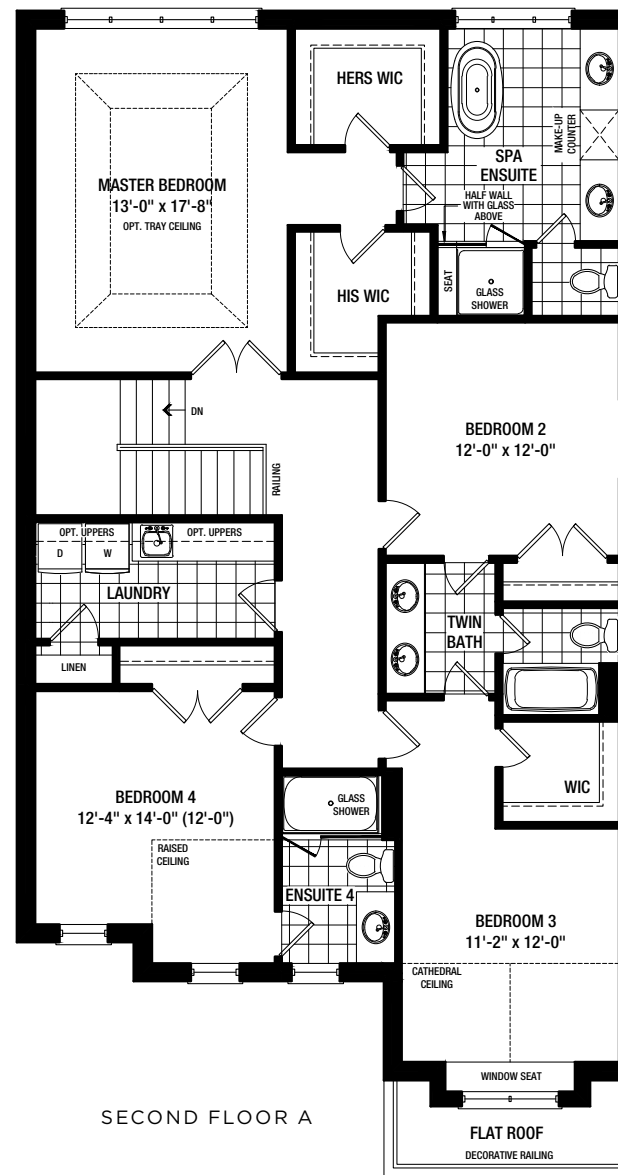 HERS WIC
MAKE-UP
COUNTER
SPA
ENSUITE
MASTER BEDROOM
13'-0" x 17'-8"
OPT. TRAY CEILING
HALF WALL
WITH GLASS
ABOVE
HIS WIC
SEAT
GLASS
SHOWER
DN
RAILING
BEDROOM 2
12'-0" x 12'-0"
OPT. UPPERS
OPT. UPPERS
D
W
LAUNDRY
TWIN
BATH
LINEN
WIC
BEDROOM 4
12'-4" x 14'-0" (12'-0")
GLASS
SHOWER
RAISED
CEILING
ENSUITE 4
BEDROOM 3
11'-2" x 12'-0"
CATHEDRAL
CEILING
WINDOW SEAT
SECOND FLOOR A
FLAT ROOF
DECORATIVE RAILING